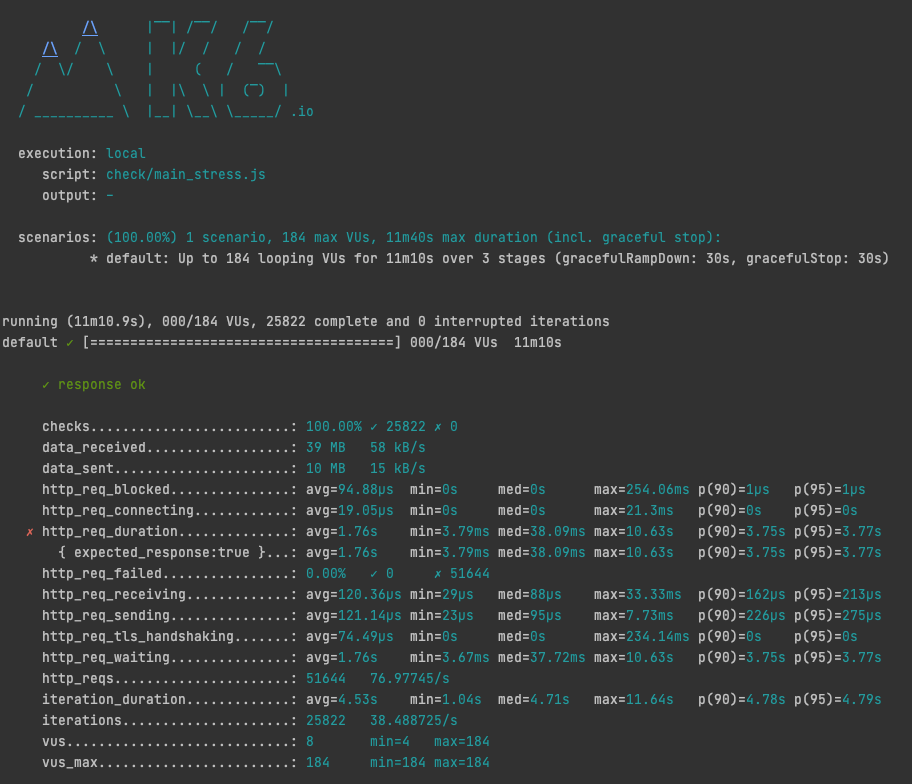 /\      |‾‾| /‾‾/   /‾‾/
     /\  /  \     |  |/  /   /  /
    /  \/    \    |     (   /   ‾‾\
   /          \   |  |\  \ |  (‾)  |
  / __________ \  |__| \__\ \_____/ .io
  execution: local
     script: check/main_stress.js
     output: -
  scenarios: (100.00%) 1 scenario, 184 max VUs, 11m40s max duration (incl. graceful stop):
           * default: Up to 184 looping VUs for 11m10s over 3 stages (gracefulRampDown: 30s, gracefulStop: 30s)
running (11m10.9s), 000/184 VUs, 25822 complete and 0 interrupted iterations
default ✓ [======================================] 000/184 VUs  11m10s
     ✓ response ok
     checks.........................: 100.00% ✓ 25822 ✗ 0
     data_received..................: 39 MB   58 kB/s
     data_sent......................: 10 MB   15 kB/s
     http_req_blocked...............: avg=94.88µs  min=0s     med=0s      max=254.06ms p(90)=1µs   p(95)=1µs
     http_req_connecting............: avg=19.05µs  min=0s     med=0s      max=21.3ms   p(90)=0s    p(95)=0s
   ✗ http_req_duration..............: avg=1.76s    min=3.79ms med=38.09ms max=10.63s   p(90)=3.75s p(95)=3.77s
       { expected_response:true }...: avg=1.76s    min=3.79ms med=38.09ms max=10.63s   p(90)=3.75s p(95)=3.77s
     http_req_failed................: 0.00%   ✓ 0     ✗ 51644
     http_req_receiving.............: avg=120.36µs min=29µs   med=88µs    max=33.33ms  p(90)=162µs p(95)=213µs
     http_req_sending...............: avg=121.14µs min=23µs   med=95µs    max=7.73ms   p(90)=226µs p(95)=275µs
     http_req_tls_handshaking.......: avg=74.49µs  min=0s     med=0s      max=234.14ms p(90)=0s    p(95)=0s
     http_req_waiting...............: avg=1.76s    min=3.67ms med=37.72ms max=10.63s   p(90)=3.75s p(95)=3.77s
     http_reqs......................: 51644   76.97745/s
     iteration_duration.............: avg=4.53s    min=1.04s  med=4.71s   max=11.64s   p(90)=4.78s p(95)=4.79s
     iterations.....................: 25822   38.488725/s
     vus............................: 8       min=4   max=184
     vus_max........................: 184     min=184 max=184